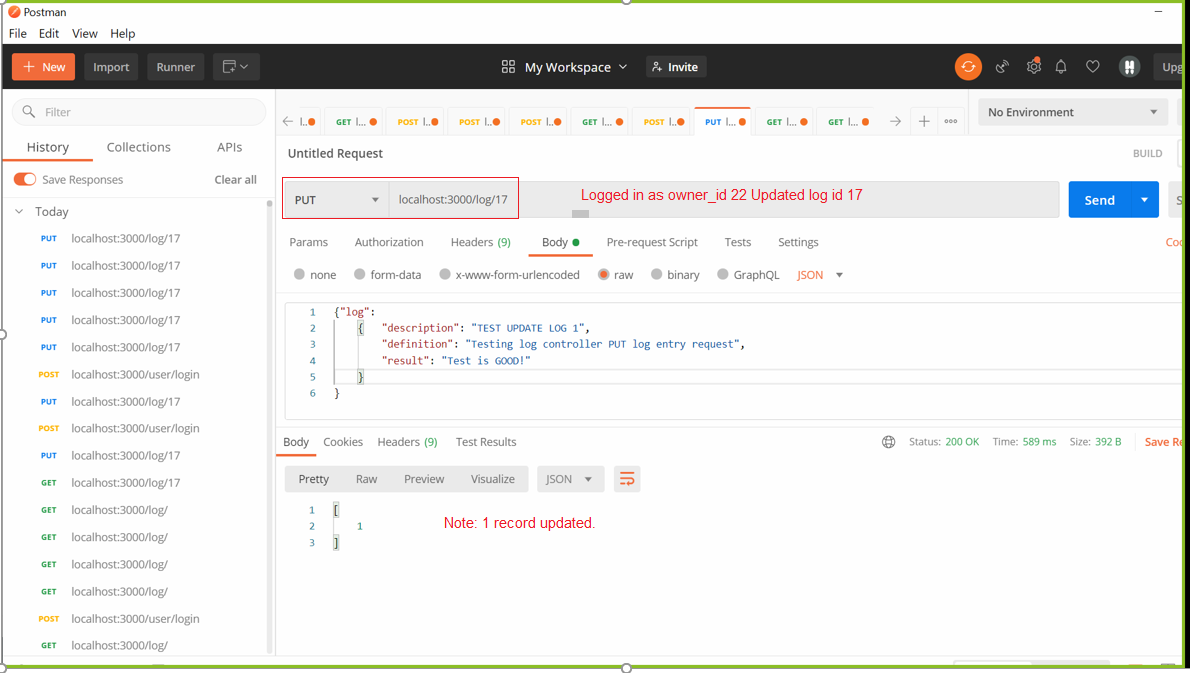 Postman
File Edit View Help
New Import Runner My Workspace Invite Upg
Filter
History Collections APIs
Save Responses Clear all
Today
PUT localhost:3000/log/17
PUT localhost:3000/log/17
PUT localhost:3000/log/17
PUT localhost:3000/log/17
PUT localhost:3000/log/17
POST localhost:3000/user/login
PUT localhost:3000/log/17
POST localhost:3000/user/login
PUT localhost:3000/log/17
GET localhost:3000/log/17
GET localhost:3000/log/
GET localhost:3000/log/
GET localhost:3000/log/
GET localhost:3000/log/
POST localhost:3000/user/login
GET localhost:3000/log/
l... GET l... POST l... POST l... POST l... GET l... POST l... PUT l... GET l... GET l... No Environment
Untitled Request BUILD
PUT localhost:3000/log/17 Logged in as owner_id 22 Updated log id 17 Send S
Params Authorization Headers (9) Body Pre-request Script Tests Settings Coo
none form-data x-www-form-urlencoded raw binary GraphQL JSON
1 {"log":
2 { "description": "TEST UPDATE LOG 1",
3 "definition": "Testing log controller PUT log entry request",
4 "result": "Test is GOOD!"
5 }
6 }
Body Cookies Headers (9) Test Results Status: 200 OK Time: 589 ms Size: 392 B Save Re
Pretty Raw Preview Visualize JSON
1 [
2 1 Note: 1 record updated.
3 ]